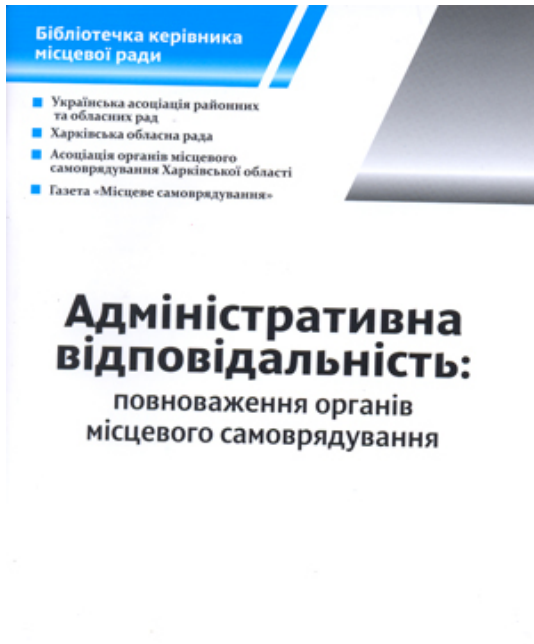 Бібліотечка керівника
місцевої ради
Українська асоціація районних
та обласних рад
Харківська обласна рада
Асоціація органів місцевого
самоврядування Харківської області
Газета «Місцеве самоврядування»
Адміністративна
відповідальність:
повноваження органів
місцевого самоврядування